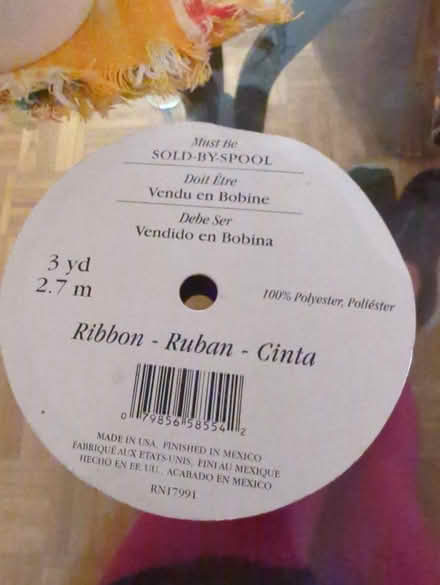 Must Be
SOLD-BY-SPOOL
Doit Être
Vendu en Bobine
Debe Ser
Vendido en Bobina
3 yd
2.7 m
100% Polyester, Poliéster
Ribbon - Ruban - Cinta
0 79856 58554 2
MADE IN USA, FINISHED IN MEXICO
FABRIQUÉ AUX ETATS-UNIS, FINI AU MEXIQUE
HECHO EN EE. UU., ACABADO EN MEXICO
RN17991